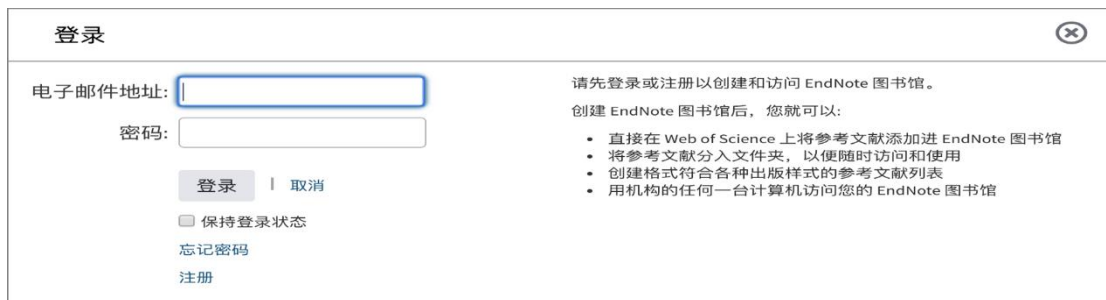 登录
电子邮件地址:
密码:
登录 | 取消
保持登录状态
忘记密码
注册
请先登录或注册以创建和访问 EndNote 图书馆。
创建 EndNote 图书馆后，您就可以:
• 直接在 Web of Science 上将参考文献添加进 EndNote 图书馆
• 将参考文献分入文件夹，以便随时访问和使用
• 创建格式符合各种出版样式的参考文献列表
• 用机构的任何一台计算机访问您的 EndNote 图书馆